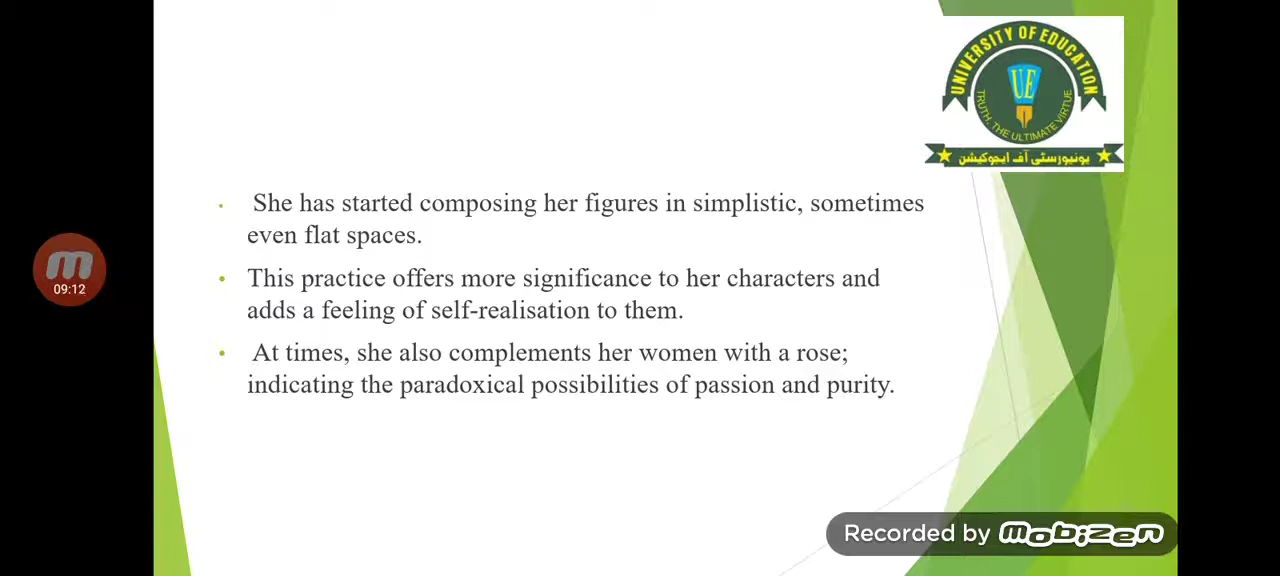 UNIVERSITY OF EDUCATION
UE
TRUTH, THE ULTIMATE VIRTUE
یونیورسٹی آف ایجوکیشن
• She has started composing her figures in simplistic, sometimes
even flat spaces.
• This practice offers more significance to her characters and
adds a feeling of self-realisation to them.
• At times, she also complements her women with a rose;
indicating the paradoxical possibilities of passion and purity.
m
09:12
Recorded by mobizen